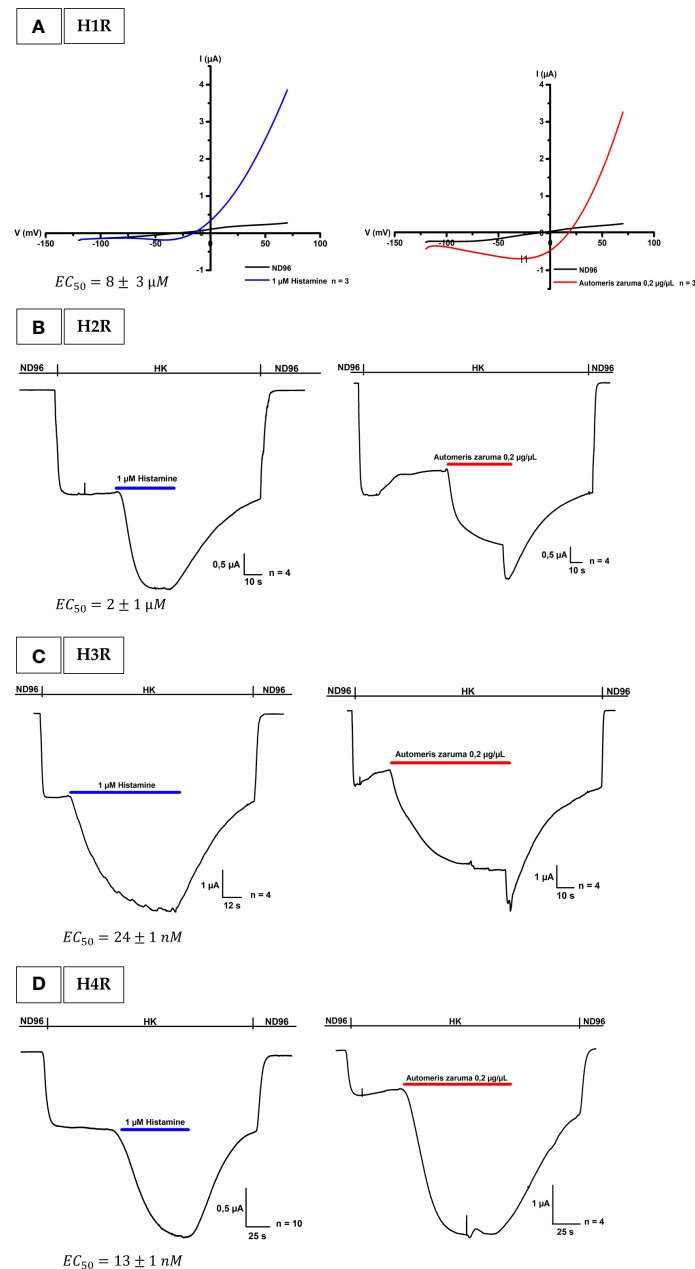 A H1R
I (µA)
4
3
2
1
0
-1
V (mV)
-150 -100 -50 0 50 100
ND96
1 µM Histamine n = 3
EC50 = 8 ± 3 µM
I (µA)
4
3
2
1
0
-1
V (mV)
-150 -100 -50 0 50 100
ND96
Automeris zaruma 0,2 µg/µL n = 3
B H2R
ND96 HK ND96
1 µM Histamine
0,5 µA
10 s
n = 4
EC50 = 2 ± 1 µM
ND96 HK ND96
Automeris zaruma 0,2 µg/µL
0,5 µA
10 s
n = 4
C H3R
ND96 HK ND96
1 µM Histamine
1 µA
12 s
n = 4
EC50 = 24 ± 1 nM
ND96 HK ND96
Automeris zaruma 0,2 µg/µL
1 µA
10 s
n = 4
D H4R
ND96 HK ND96
1 µM Histamine
0,5 µA
25 s
n = 10
EC50 = 13 ± 1 nM
ND96 HK ND96
Automeris zaruma 0,2 µg/µL
1 µA
25 s
n = 4